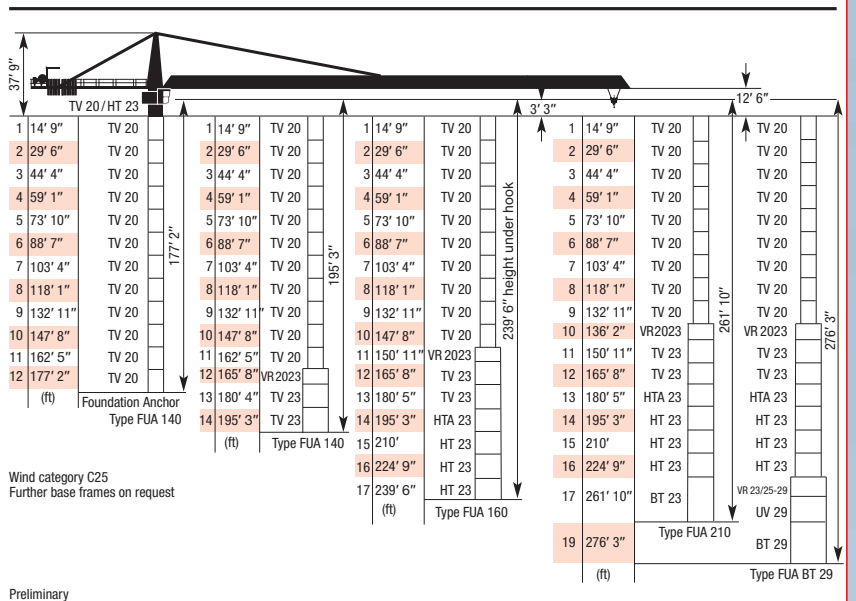 37′ 9″
TV 20/HT 23
3′ 3″
12′ 6″
1 14′ 9″ TV 20
2 29′ 6″ TV 20
3 44′ 4″ TV 20
4 59′ 1″ TV 20
5 73′ 10″ TV 20
6 88′ 7″ TV 20
7 103′ 4″ TV 20
8 118′ 1″ TV 20
9 132′ 11″ TV 20
10 147′ 8″ TV 20
11 162′ 5″ TV 20
12 177′ 2″ TV 20
(ft)
177′ 2″
Foundation Anchor
Type FUA 140
1 14′ 9″ TV 20
2 29′ 6″ TV 20
3 44′ 4″ TV 20
4 59′ 1″ TV 20
5 73′ 10″ TV 20
6 88′ 7″ TV 20
7 103′ 4″ TV 20
8 118′ 1″ TV 20
9 132′ 11″ TV 20
10 147′ 8″ TV 20
11 162′ 5″ TV 20
12 165′ 8″ VR2023
13 180′ 4″ TV 23
14 195′ 3″ TV 23
(ft)
195′ 3″
Type FUA 140
1 14′ 9″ TV 20
2 29′ 6″ TV 20
3 44′ 4″ TV 20
4 59′ 1″ TV 20
5 73′ 10″ TV 20
6 88′ 7″ TV 20
7 103′ 4″ TV 20
8 118′ 1″ TV 20
9 132′ 11″ TV 20
10 147′ 8″ TV 20
11 150′ 11″ VR2023
12 165′ 8″ TV 23
13 180′ 5″ TV 23
14 195′ 3″ HTA 23
15 210′ HT 23
16 224′ 9″ HT 23
17 239′ 6″ HT 23
(ft)
239′ 6″ height under hook
Type FUA 160
1 14′ 9″ TV 20 TV 20
2 29′ 6″ TV 20 TV 20
3 44′ 4″ TV 20 TV 20
4 59′ 1″ TV 20 TV 20
5 73′ 10″ TV 20 TV 20
6 88′ 7″ TV 20 TV 20
7 103′ 4″ TV 20 TV 20
8 118′ 1″ TV 20 TV 20
9 132′ 11″ TV 20 TV 20
10 136′ 2″ VR2023 VR 2023
11 150′ 11″ TV 23 TV 23
12 165′ 8″ TV 23 TV 23
13 180′ 5″ HTA 23 HTA 23
14 195′ 3″ HT 23 HT 23
15 210′ HT 23 HT 23
16 224′ 9″ HT 23 HT 23
VR 23/25-29
17 261′ 10″ BT 23 UV 29
19 276′ 3″ BT 29
(ft)
261′ 10″
276′ 3″
Type FUA 210
Type FUA BT 29
Wind category C25
Further base frames on request
Preliminary